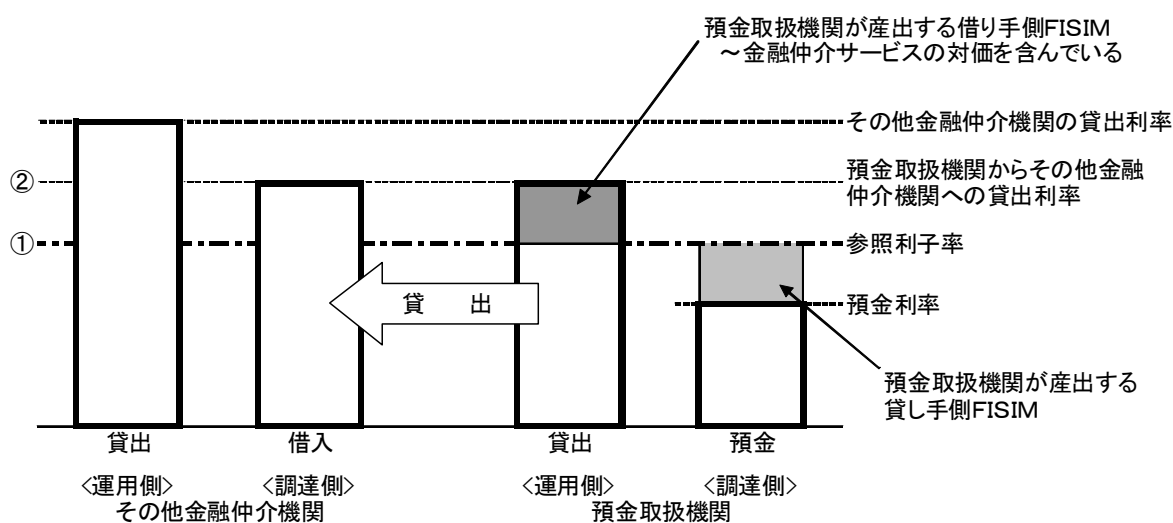 預金取扱機関が産出する借り手側FISIM
～金融仲介サービスの対価を含んでいる
その他金融仲介機関の貸出利率
②
預金取扱機関からその他金融
仲介機関への貸出利率
①
参照利子率
貸　出
預金利率
預金取扱機関が産出する
貸し手側FISIM
貸出
借入
貸出
預金
<運用側>
<調達側>
<運用側>
<調達側>
その他金融仲介機関
預金取扱機関